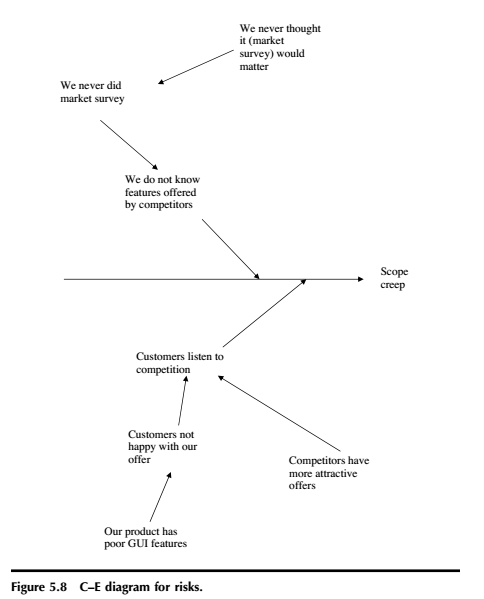 We never thought
it (market
survey) would
matter
We never did
market survey
We do not know
features offered
by competitors
Scope
creep
Customers listen to
competition
Customers not
happy with our
offer
Competitors have
more attractive
offers
Our product has
poor GUI features
Figure 5.8 C–E diagram for risks.